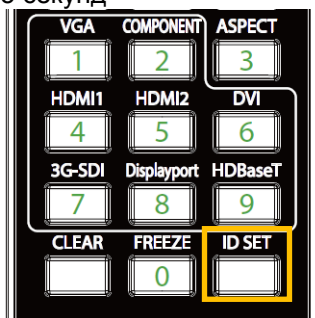 секунд
VGA COMPONENT ASPECT
1 2 3
HDMI1 HDMI2 DVI
4 5 6
3G-SDI Displayport HDBaseT
7 8 9
CLEAR FREEZE ID SET
0